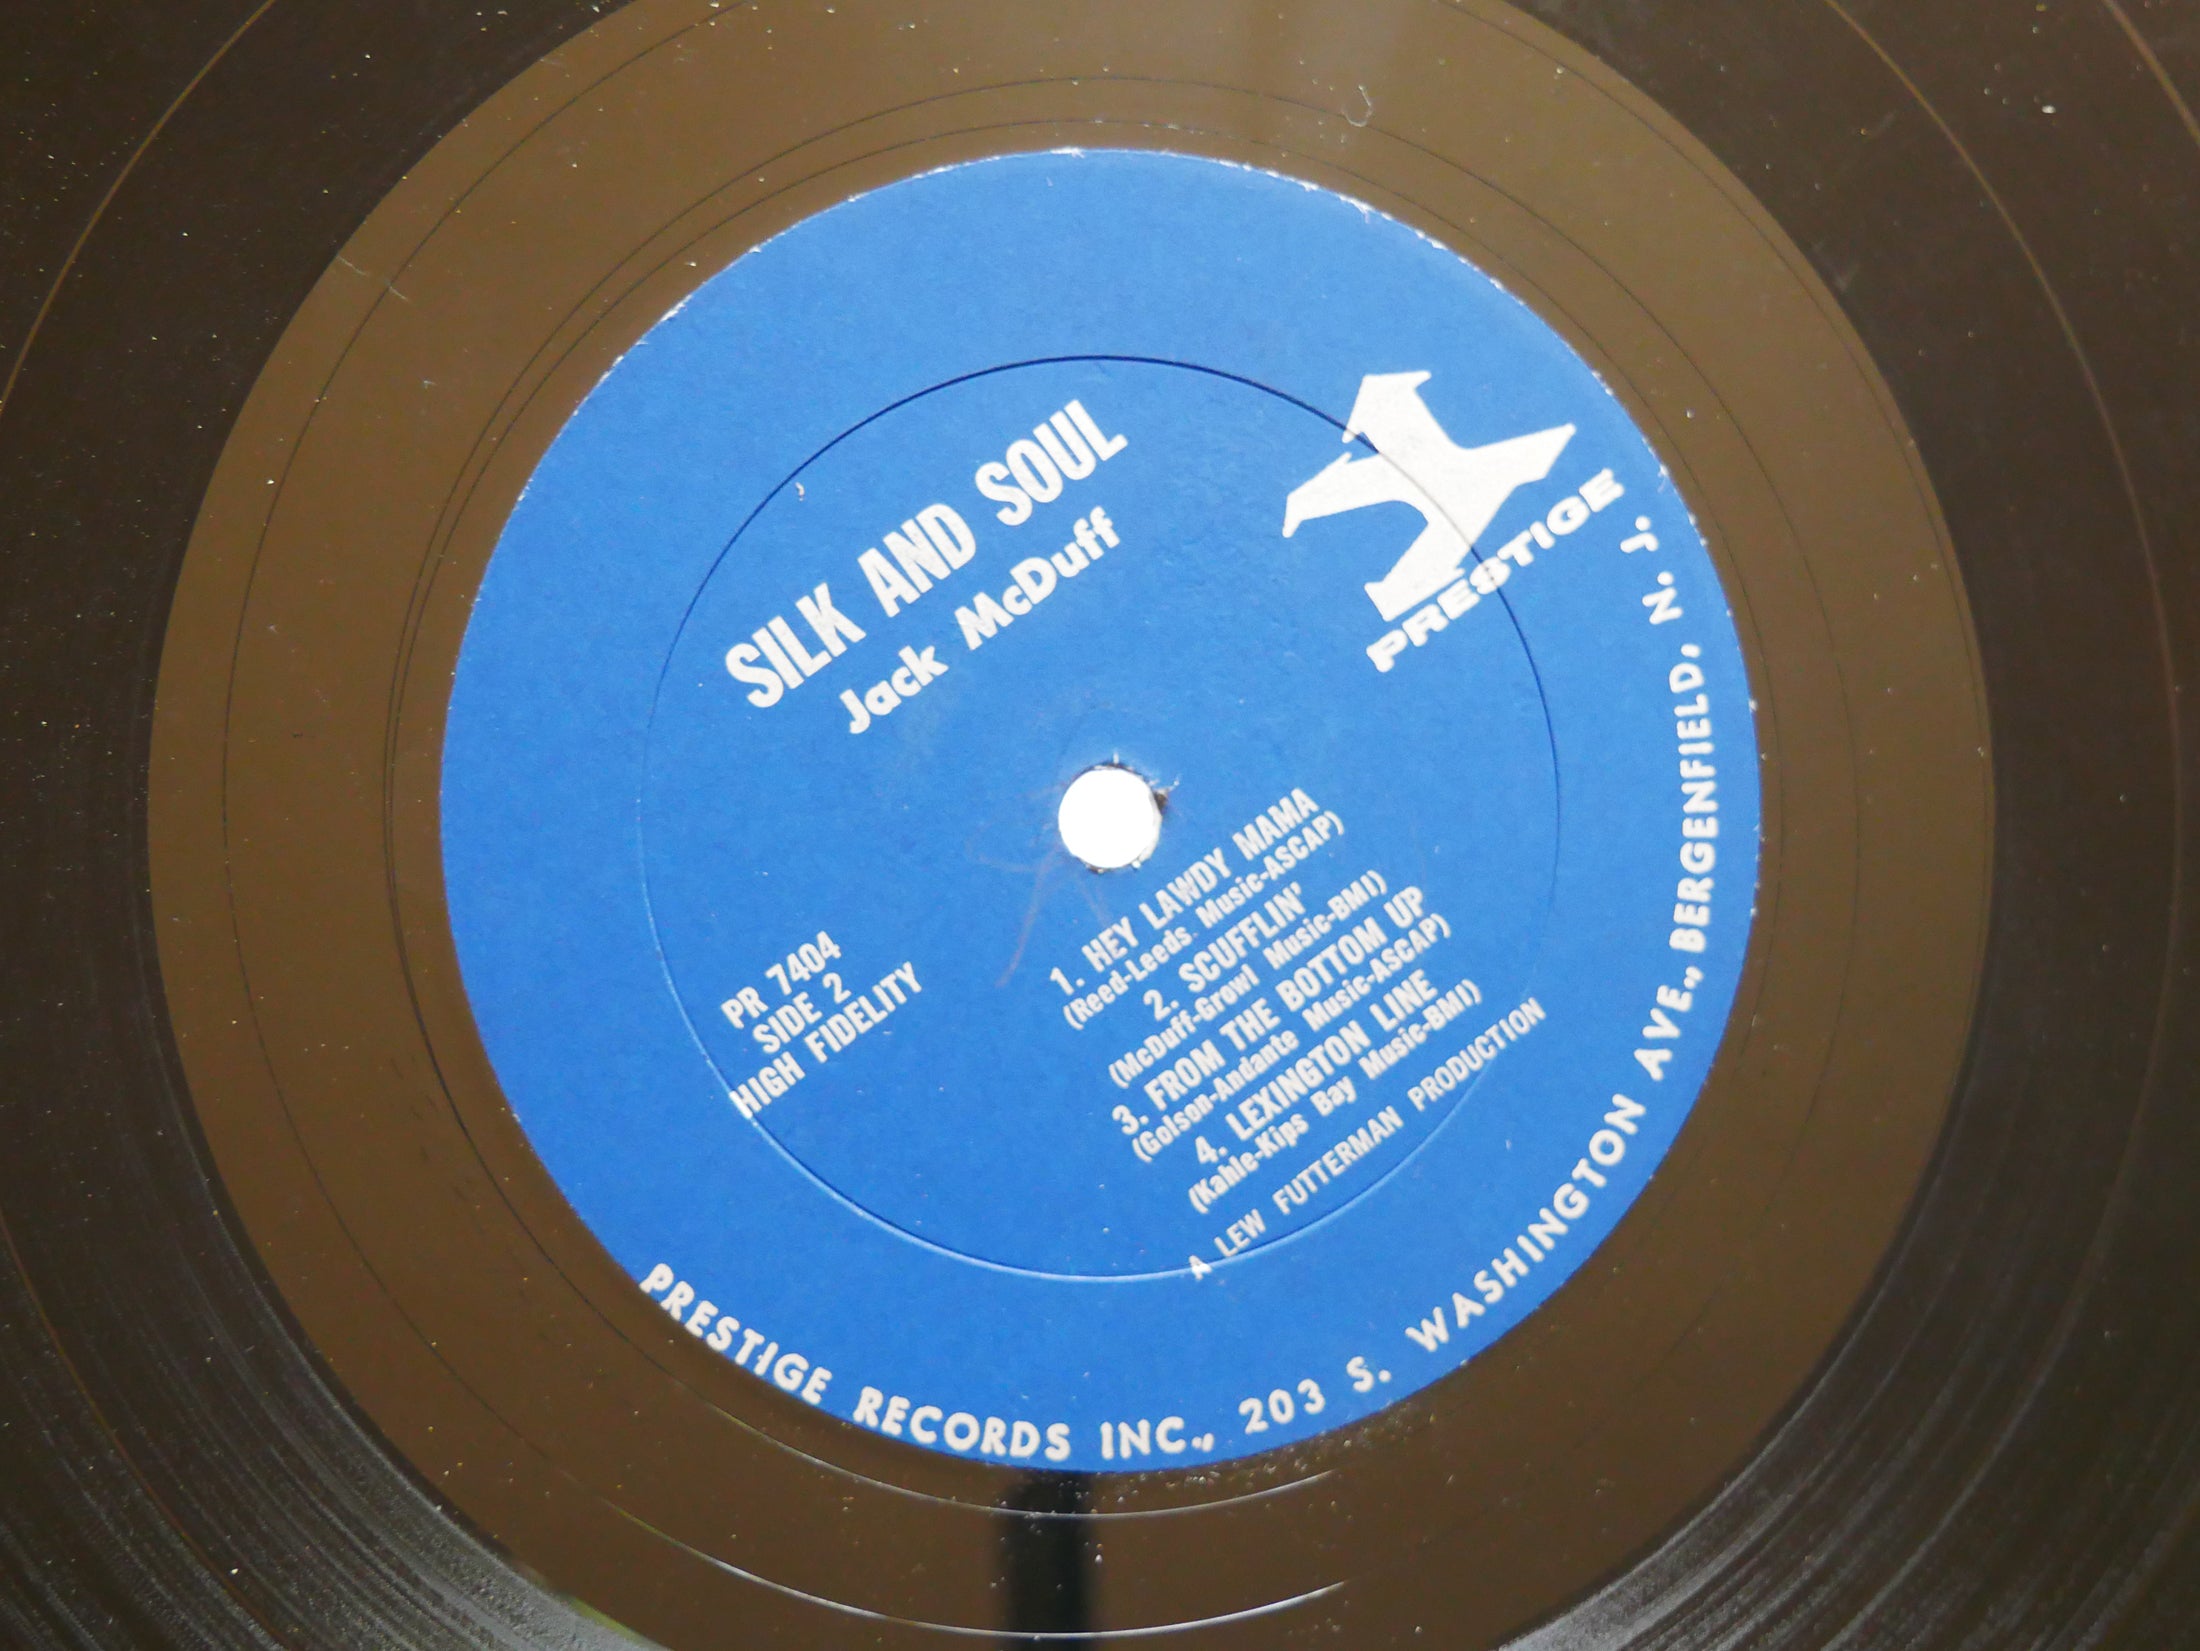 SILK AND SOUL
Jack McDuff
PRESTIGE
PR 7404
SIDE 2
HIGH FIDELITY
1. HEY LAWDY MAMA
(Reed-Leeds Music-ASCAP)
2. SCUFFLIN'
(McDuff-Growl Music-BMI)
3. FROM THE BOTTOM UP
(Golson-Andante Music-ASCAP)
4. LEXINGTON LINE
(Kahle-Kips Bay Music-BMI)
A LEW FUTTERMAN PRODUCTION
PRESTIGE RECORDS INC., 203 S. WASHINGTON AVE., BERGENFIELD, N. J.